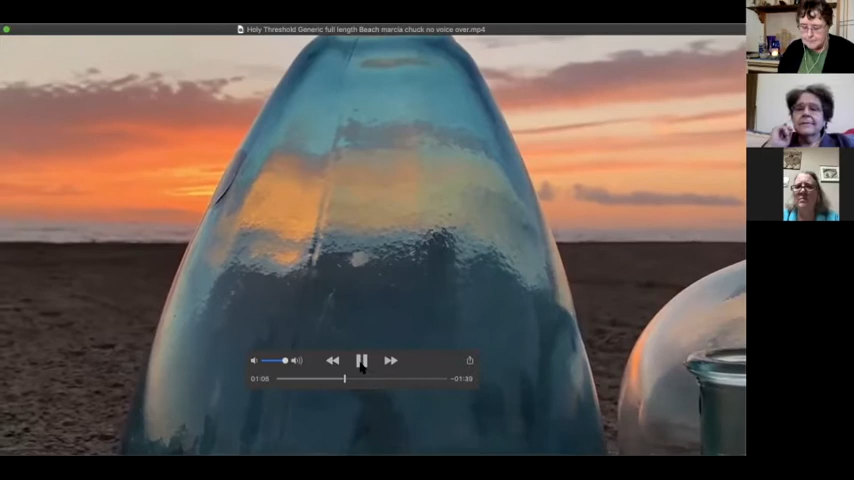 Holy Threshold Generic full length Beach marcia chuck no voice over.mp4
01:06
-01:39